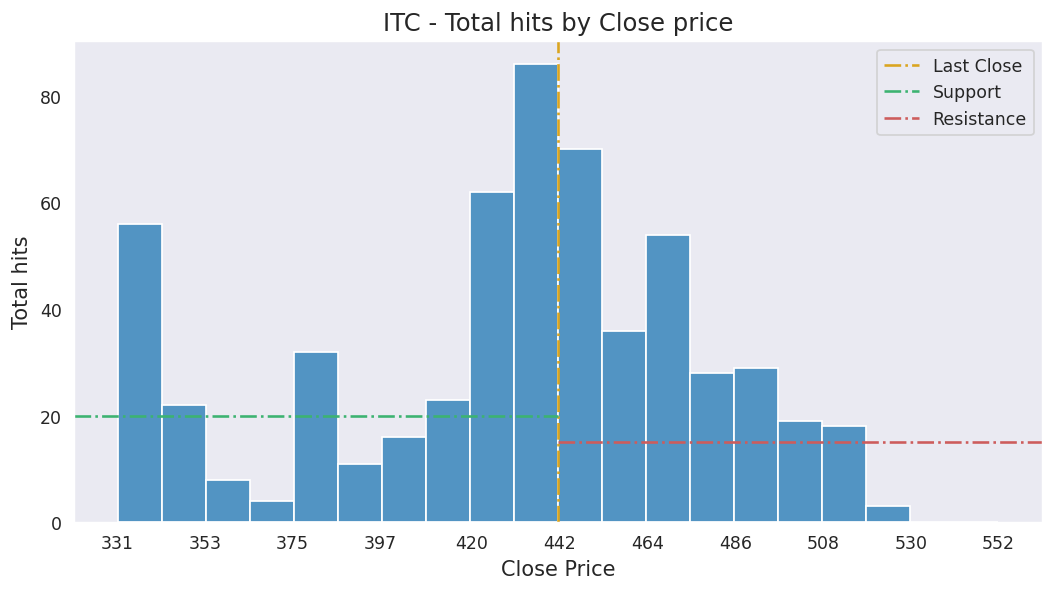 ITC - Total hits by Close price
Last Close
Support
Resistance
Total hits
80
60
40
20
0
331 353 375 397 420 442 464 486 508 530 552
Close Price